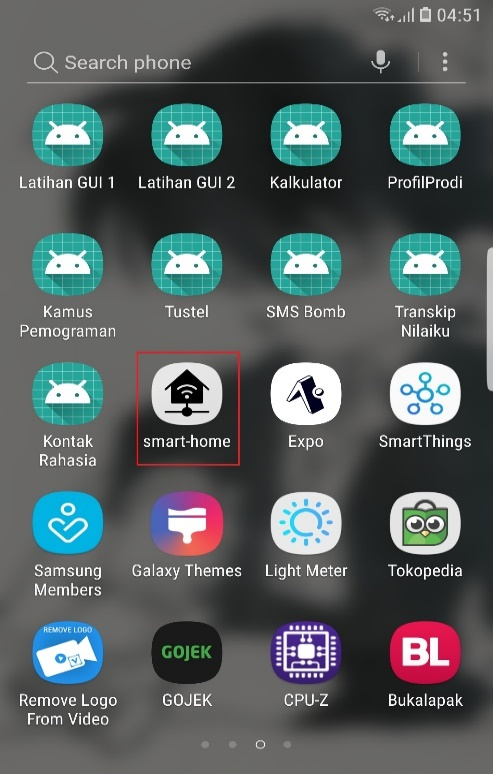 04:51
Search phone
Latihan GUI 1
Latihan GUI 2
Kalkulator
ProfilProdi
Kamus
Pemograman
Tustel
SMS Bomb
Transkip
Nilaiku
Kontak
Rahasia
smart-home
Expo
SmartThings
Samsung
Members
Galaxy Themes
Light Meter
Tokopedia
REMOVE LOGO
Remove Logo
From Video
GOJEK
GOJEK
CPU-Z
BL
Bukalapak